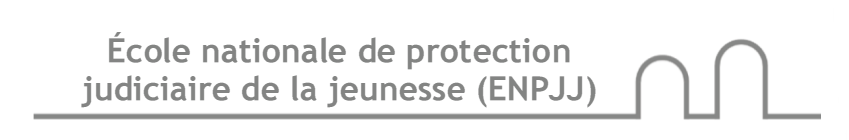 École nationale de protection
judiciaire de la jeunesse (ENPJJ)